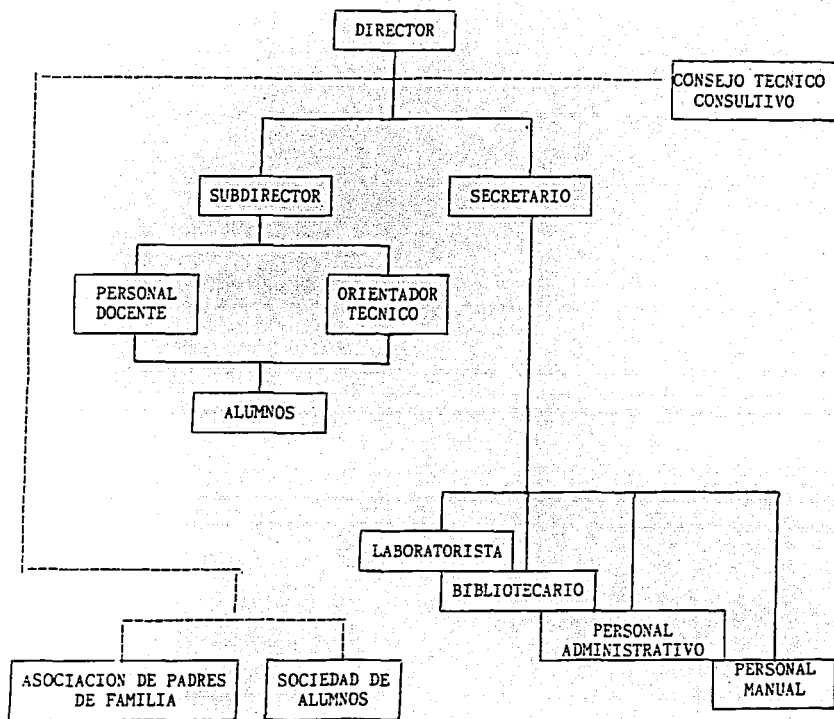 DIRECTOR
CONSEJO TECNICO
CONSULTIVO
SUBDIRECTOR
SECRETARIO
PERSONAL
DOCENTE
ORIENTADOR
TECNICO
ALUMNOS
LABORATORISTA
BIBLIOTECARIO
PERSONAL
ADMINISTRATIVO
PERSONAL
MANUAL
ASOCIACION DE PADRES
DE FAMILIA
SOCIEDAD DE
ALUMNOS